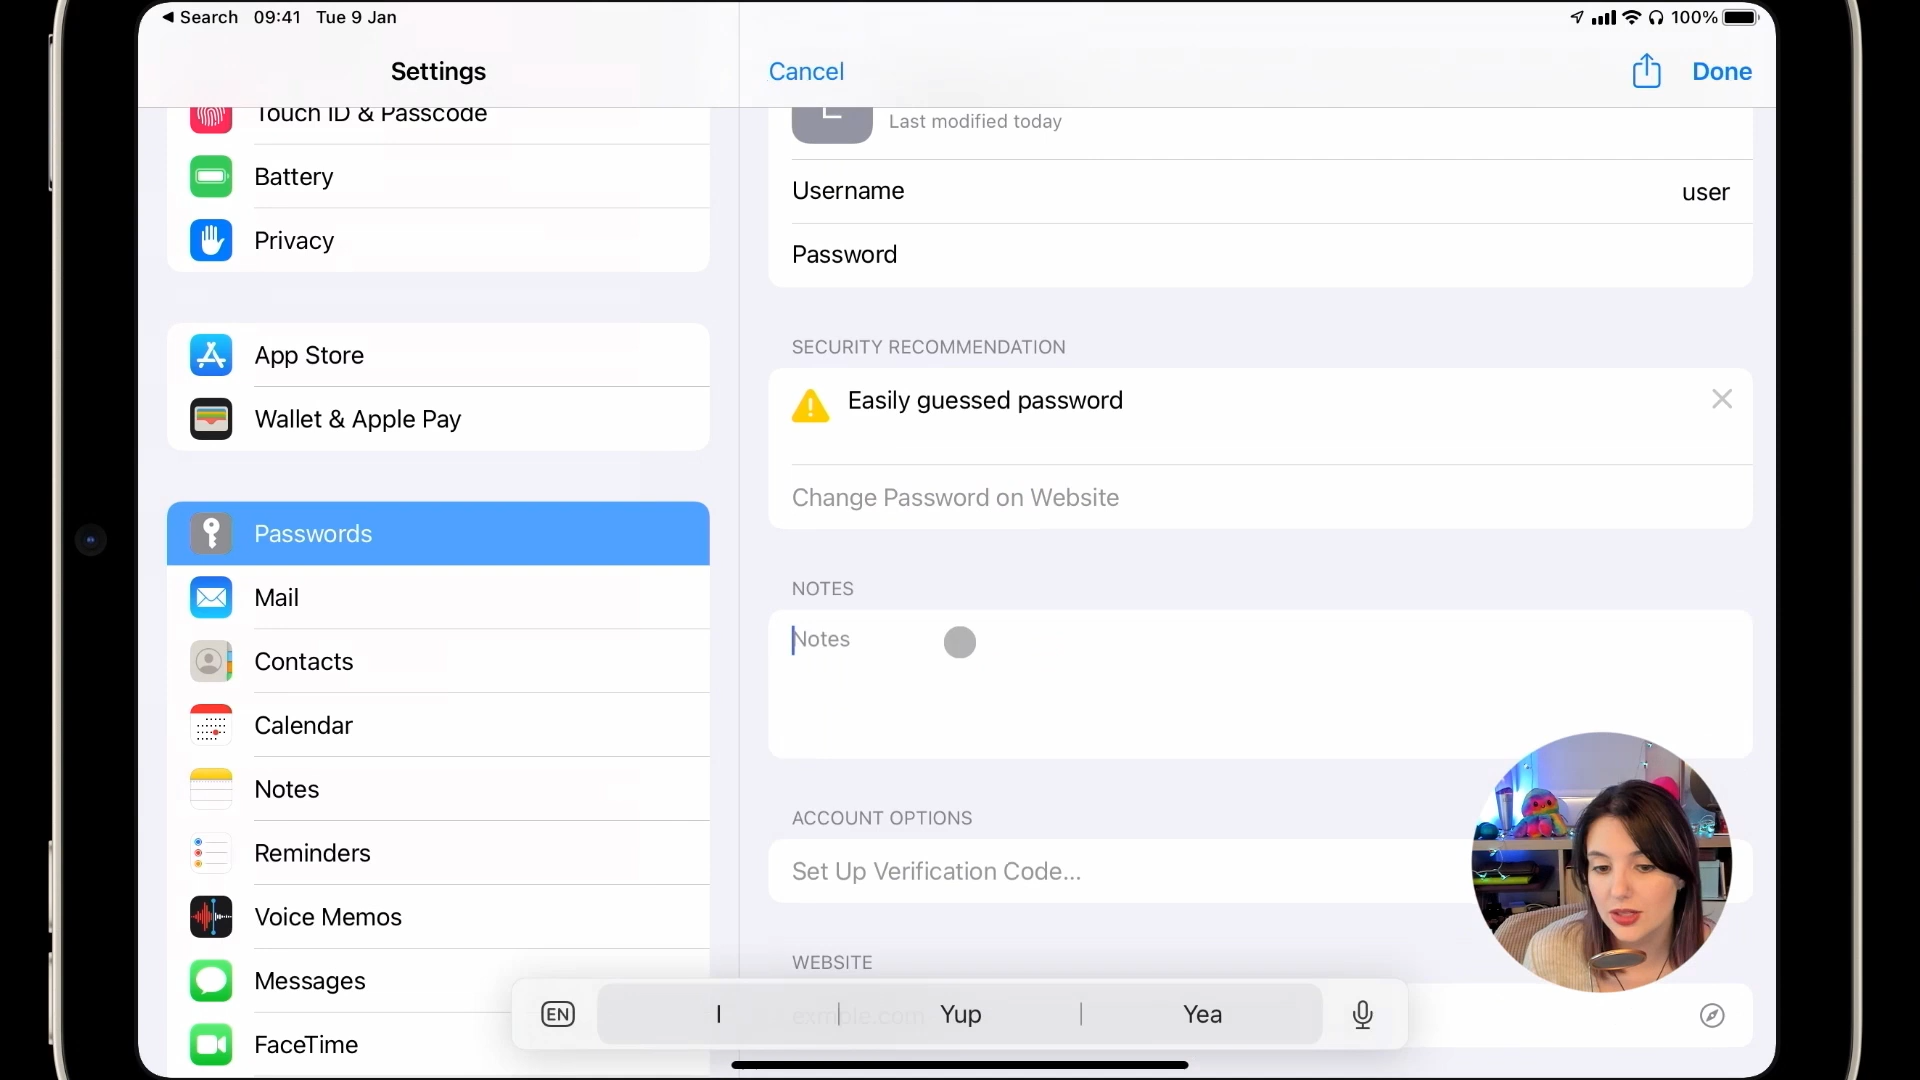 ◀ Search 09:41 Tue 9 Jan
100%
Settings
Cancel
Done
Touch ID & Passcode
Battery
Privacy
App Store
Wallet & Apple Pay
Passwords
Mail
Contacts
Calendar
Notes
Reminders
Voice Memos
Messages
FaceTime
L
Last modified today
Username
user
Password
SECURITY RECOMMENDATION
Easily guessed password
Change Password on Website
NOTES
Notes
ACCOUNT OPTIONS
Set Up Verification Code...
WEBSITE
exmple.com
EN
I
Yup
Yea